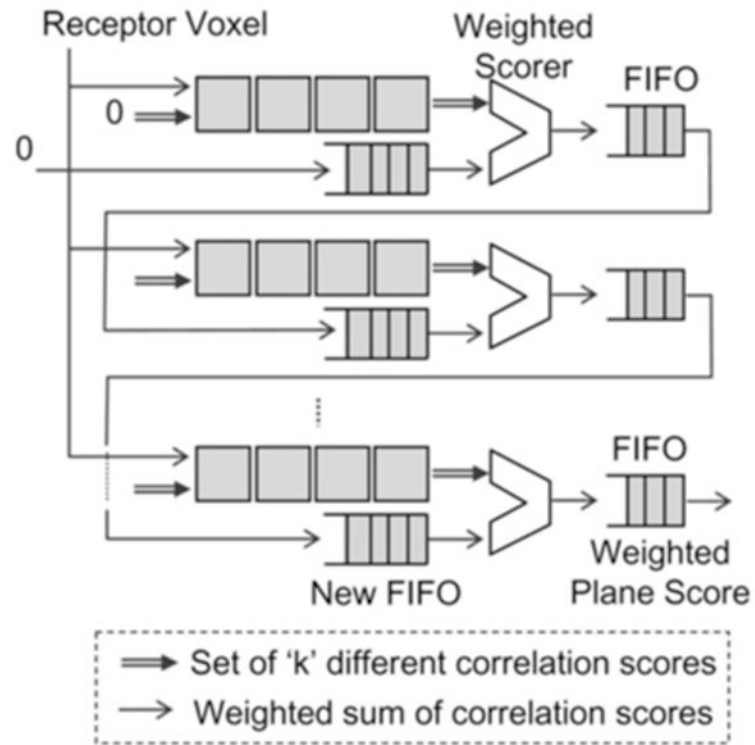 Receptor Voxel
Weighted
Scorer
FIFO
0
0
FIFO
New FIFO
Weighted
Plane Score
Set of 'k' different correlation scores
Weighted sum of correlation scores